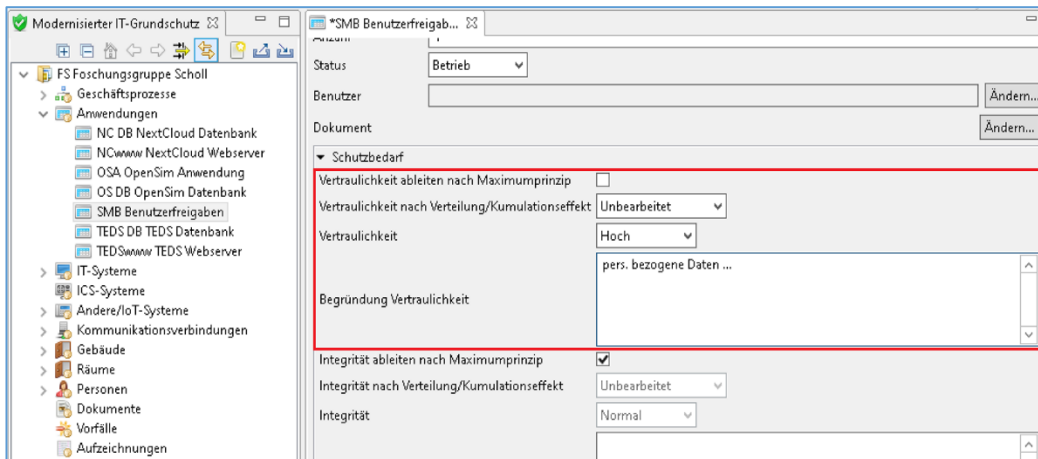 Modernisierter IT-Grundschutz
FS Foschungsgruppe Scholl
Geschäftsprozesse
Anwendungen
NC DB NextCloud Datenbank
NCwww NextCloud Webserver
OSA OpenSim Anwendung
OS DB OpenSim Datenbank
SMB Benutzerfreigaben
TEDS DB TEDS Datenbank
TEDSwww TEDS Webserver
IT-Systeme
ICS-Systeme
Andere/IoT-Systeme
Kommunikationsverbindungen
Gebäude
Räume
Personen
Dokumente
Vorfälle
Aufzeichnungen
*SMB Benutzerfreigab...
Anzahl
Status Betrieb
Benutzer Ändern...
Dokument Ändern...
Schutzbedarf
Vertraulichkeit ableiten nach Maximumprinzip
Vertraulichkeit nach Verteilung/Kumulationseffekt Unbearbeitet
Vertraulichkeit Hoch
pers. bezogene Daten ...
Begründung Vertraulichkeit
Integrität ableiten nach Maximumprinzip
Integrität nach Verteilung/Kumulationseffekt Unbearbeitet
Integrität Normal